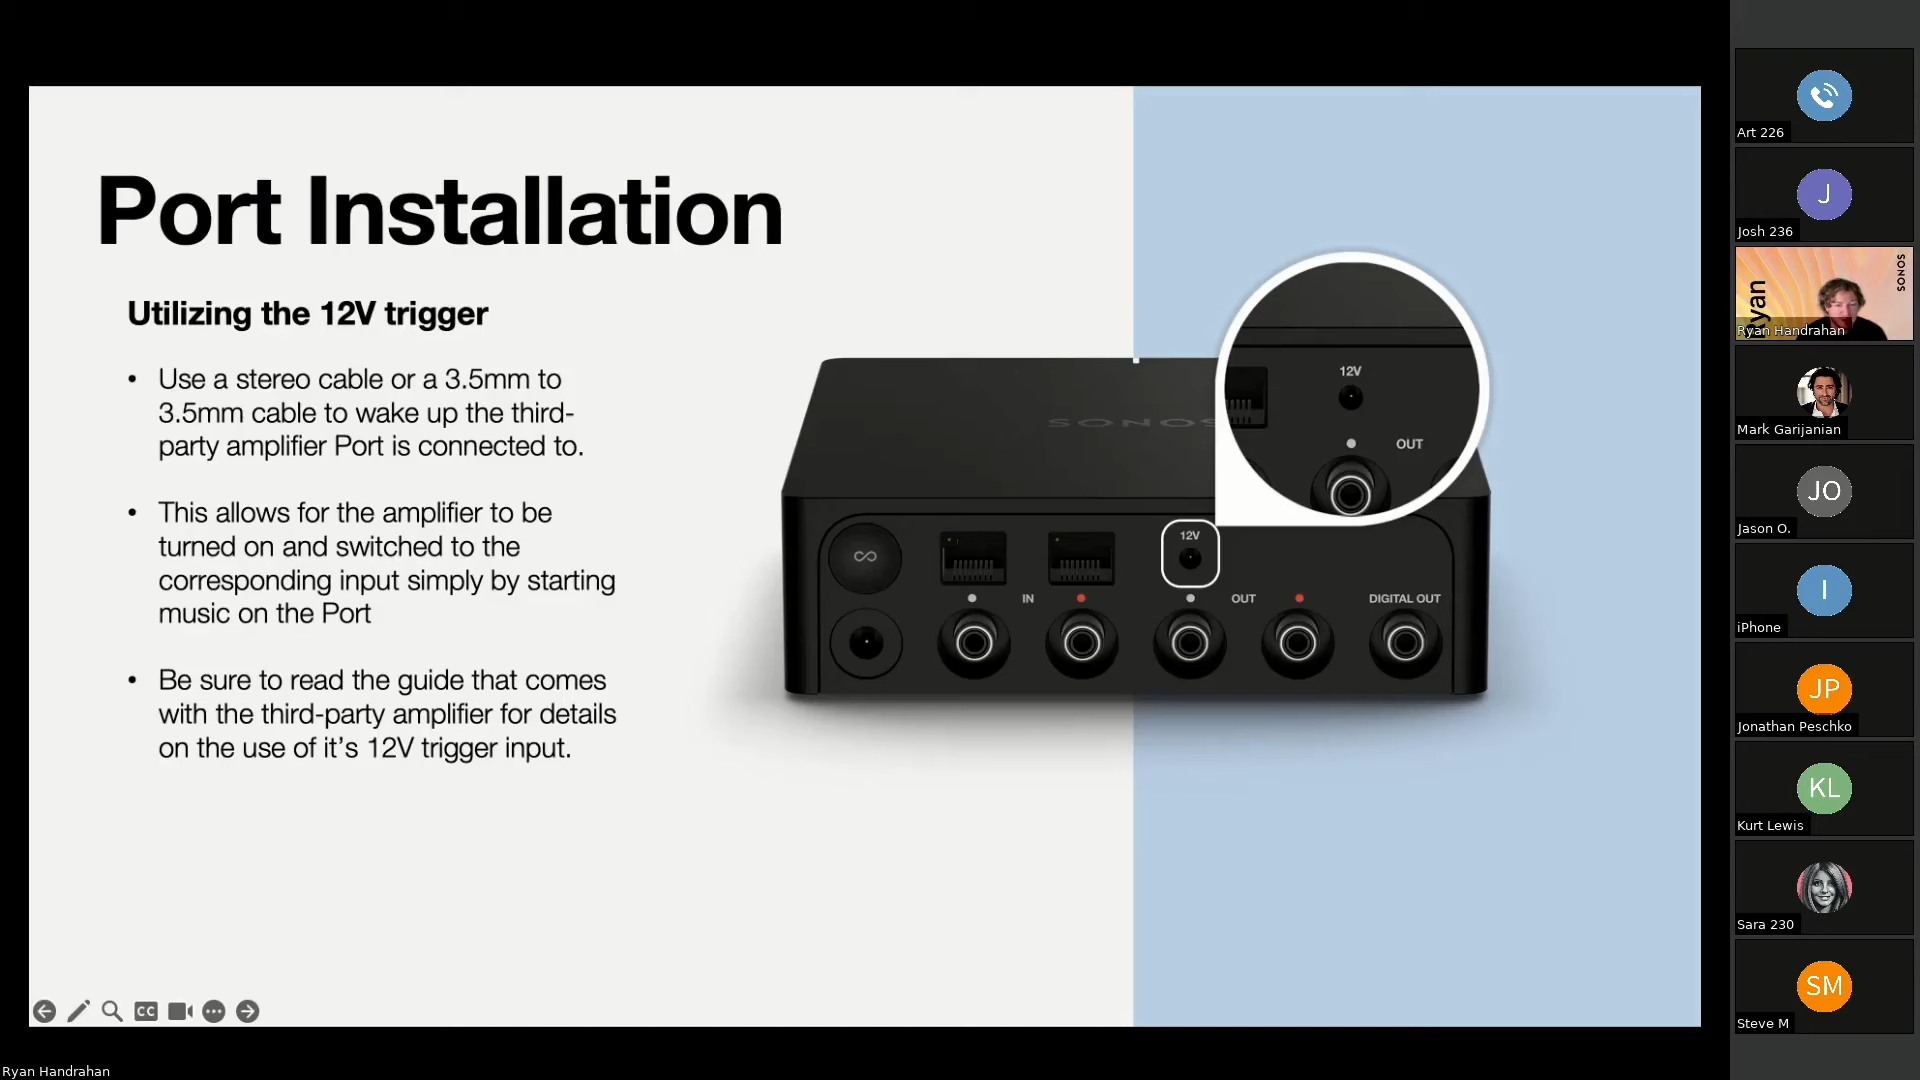 Port Installation
Utilizing the 12V trigger
• Use a stereo cable or a 3.5mm to
3.5mm cable to wake up the third-
party amplifier Port is connected to.
• This allows for the amplifier to be
turned on and switched to the
corresponding input simply by starting
music on the Port
• Be sure to read the guide that comes
with the third-party amplifier for details
on the use of it’s 12V trigger input.
SONOS
12V
OUT
12V
IN
OUT
DIGITAL OUT
CC
Art 226
J
Josh 236
Ryan
SONOS
Ryan Handrahan
Mark Garijanian
JO
Jason O.
I
iPhone
JP
Jonathan Peschko
KL
Kurt Lewis
Sara 230
SM
Steve M
Ryan Handrahan